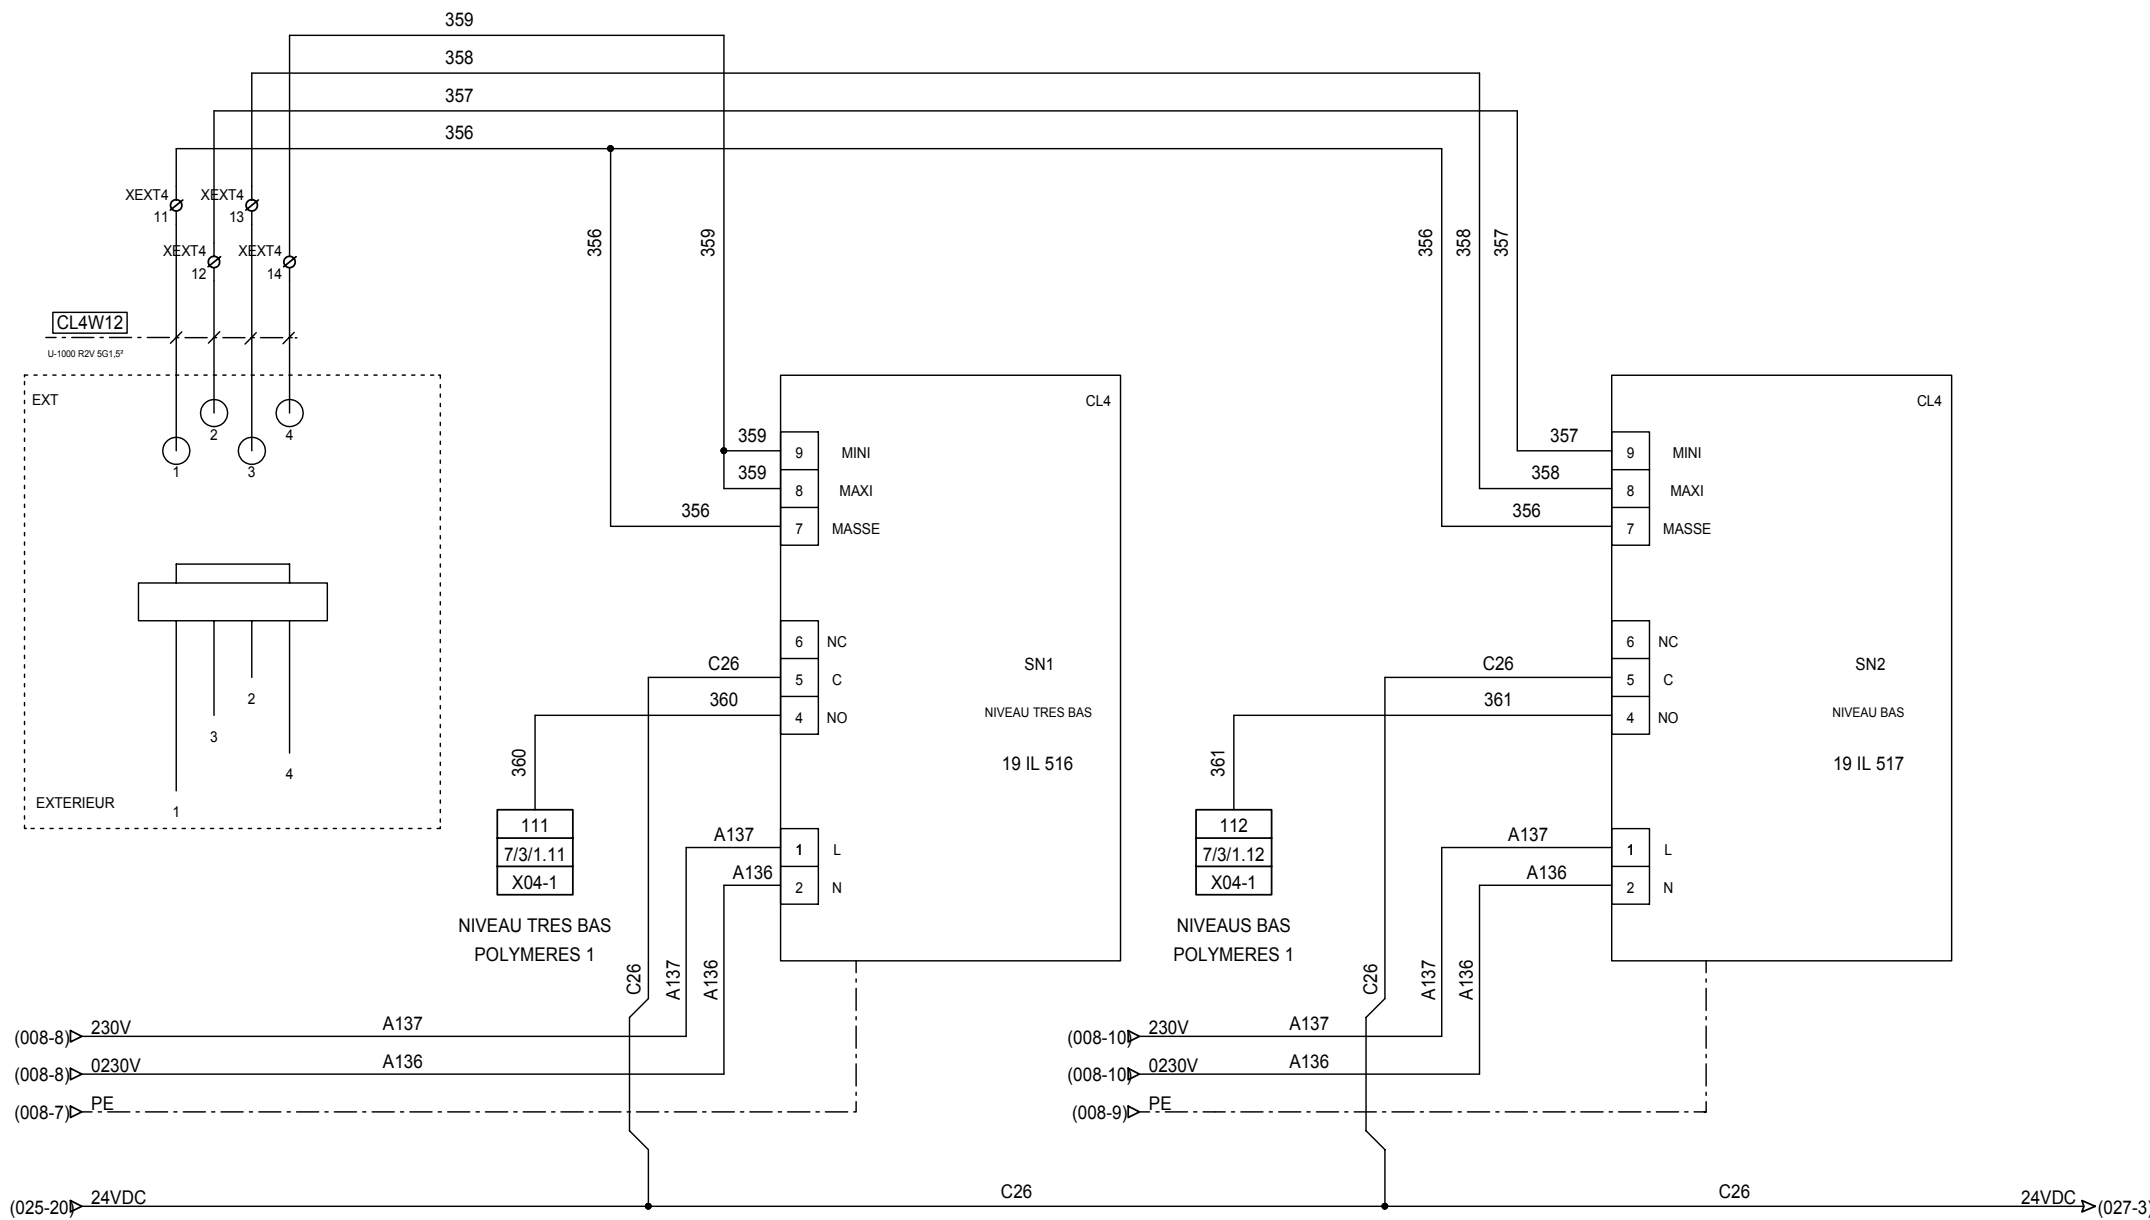 359
358
357
356
XEXT4
11
XEXT4
13
XEXT4
12
XEXT4
14
356
359
356
358
357
CL4W12
U-1000 R2V 5G1,5²
EXT
1
2
3
4
1
3
2
4
EXTERIEUR
CL4
359
9 MINI
359
8 MAXI
356
7 MASSE
6 NC
C26
5 C
360
4 NO
SN1
NIVEAU TRES BAS
19 IL 516
360
111
7/3/1.11
X04-1
NIVEAU TRES BAS
POLYMERES 1
A137
1 L
A136
2 N
C26
A137
A136
CL4
357
9 MINI
358
8 MAXI
356
7 MASSE
6 NC
C26
5 C
361
4 NO
SN2
NIVEAU BAS
19 IL 517
361
112
7/3/1.12
X04-1
NIVEAUS BAS
POLYMERES 1
A137
1 L
A136
2 N
C26
A137
A136
(008-8) 230V A137
(008-8) 0230V A136
(008-7) PE
(008-10) 230V A137
(008-10) 0230V A136
(008-9) PE
(025-20) 24VDC C26 C26 24VDC (027-3)